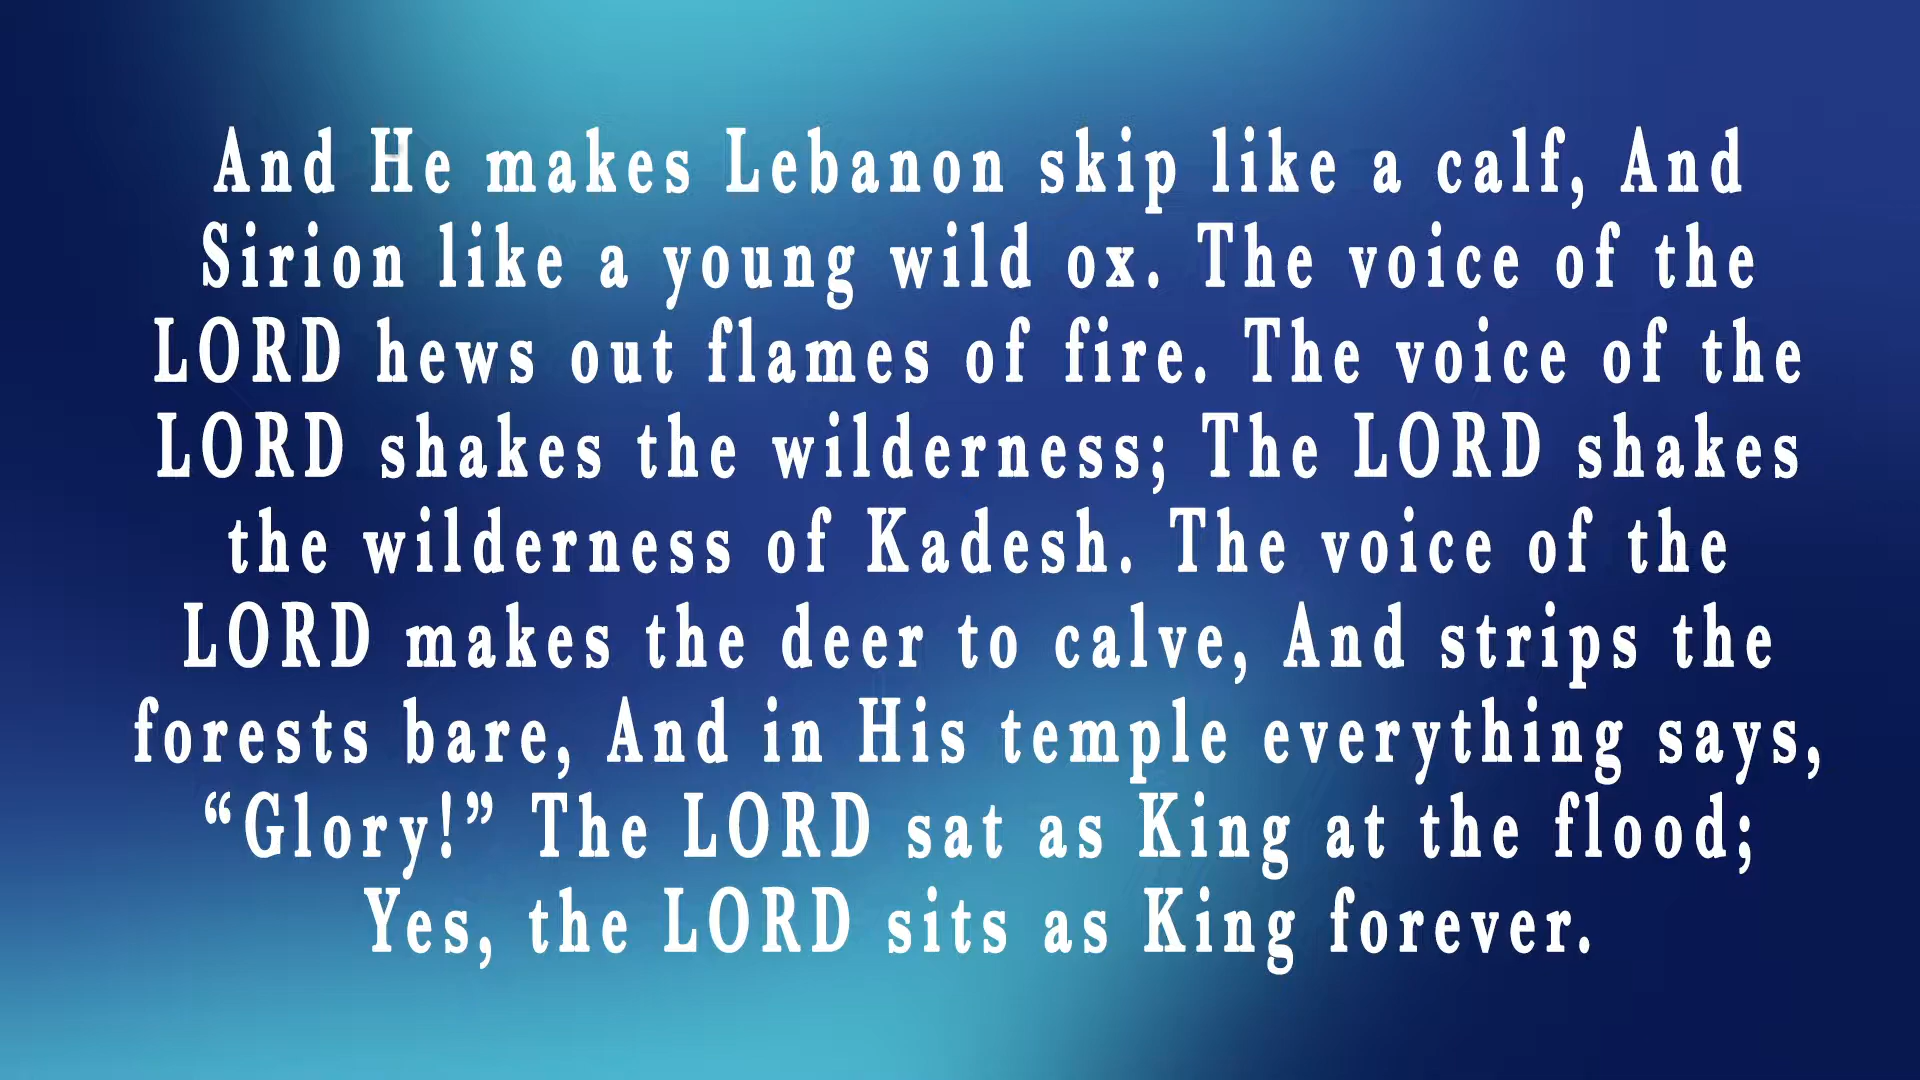 And He makes Lebanon skip like a calf, And
Sirion like a young wild ox. The voice of the
LORD hews out flames of fire. The voice of the
LORD shakes the wilderness; The LORD shakes
the wilderness of Kadesh. The voice of the
LORD makes the deer to calve, And strips the
forests bare, And in His temple everything says,
“Glory!” The LORD sat as King at the flood;
Yes, the LORD sits as King forever.